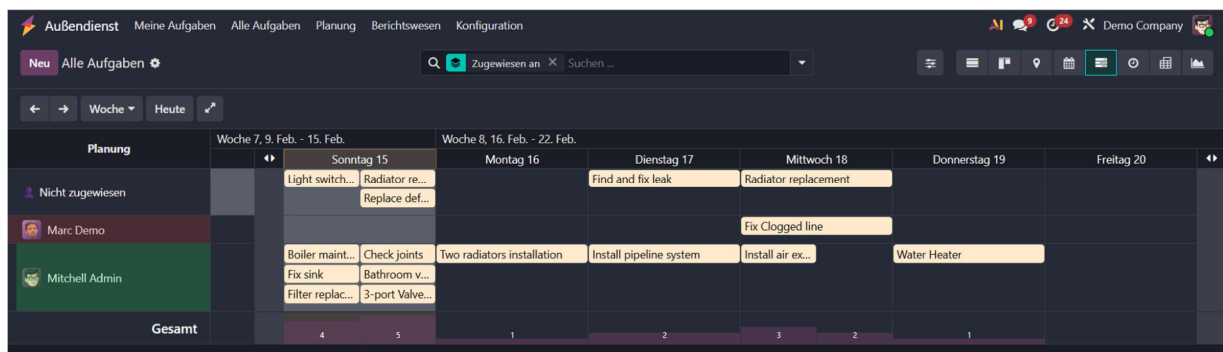 Außendienst Meine Aufgaben Alle Aufgaben Planung Berichtswesen Konfiguration 9 24 Demo Company
Neu Alle Aufgaben Zugewiesen an × Suchen ...
Woche Heute
Planung Woche 7, 9. Feb. - 15. Feb. Woche 8, 16. Feb. - 22. Feb.
Sonntag 15 Montag 16 Dienstag 17 Mittwoch 18 Donnerstag 19 Freitag 20
Light switch... Radiator re... Find and fix leak Radiator replacement
Nicht zugewiesen
Replace def...
Marc Demo Fix Clogged line
Boiler maint... Check joints Two radiators installation Install pipeline system Install air ex... Water Heater
Mitchell Admin Fix sink Bathroom v...
Filter replac... 3-port Valve...
Gesamt 4 5 1 2 3 2 1